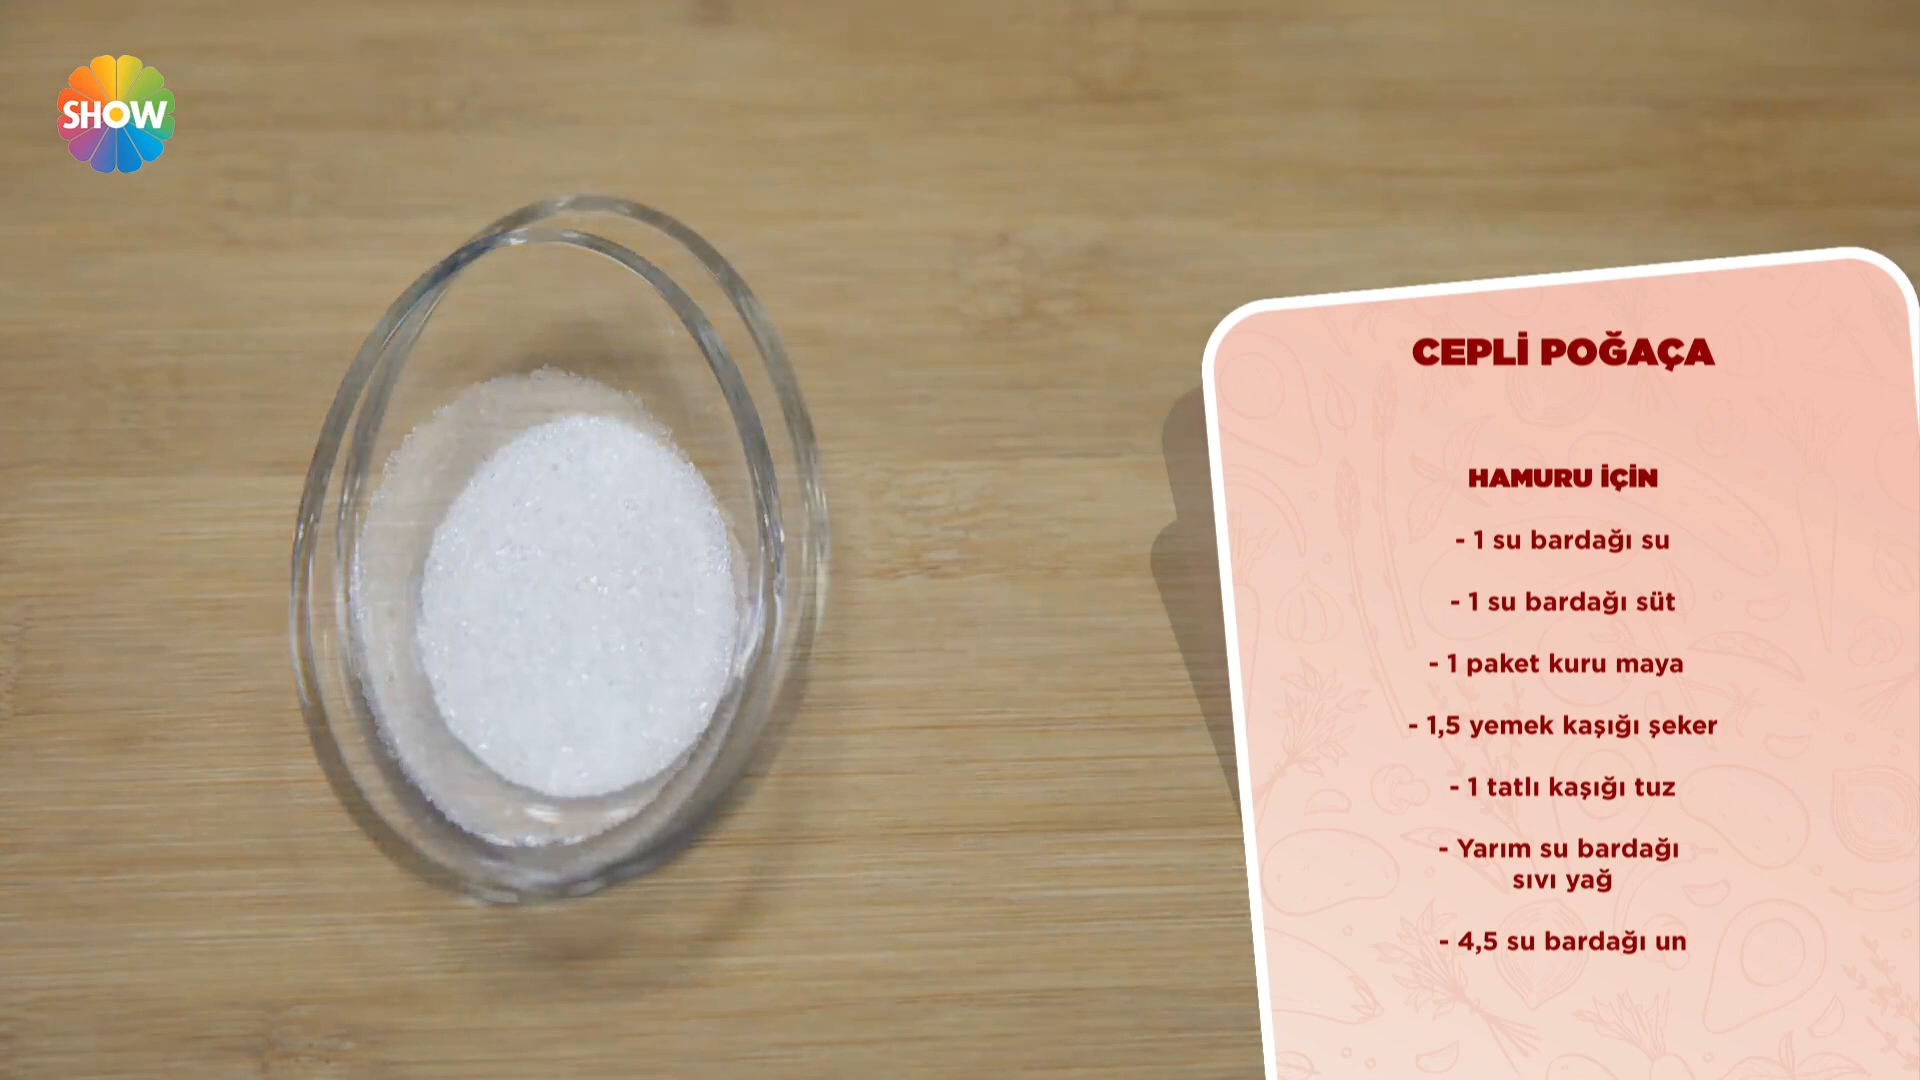 SHOW
CEPLİ POĞAÇA
HAMURU İÇİN
- 1 su bardağı su
- 1 su bardağı süt
- 1 paket kuru maya
- 1,5 yemek kaşığı şeker
- 1 tatlı kaşığı tuz
- Yarım su bardağı
sıvı yağ
- 4,5 su bardağı un